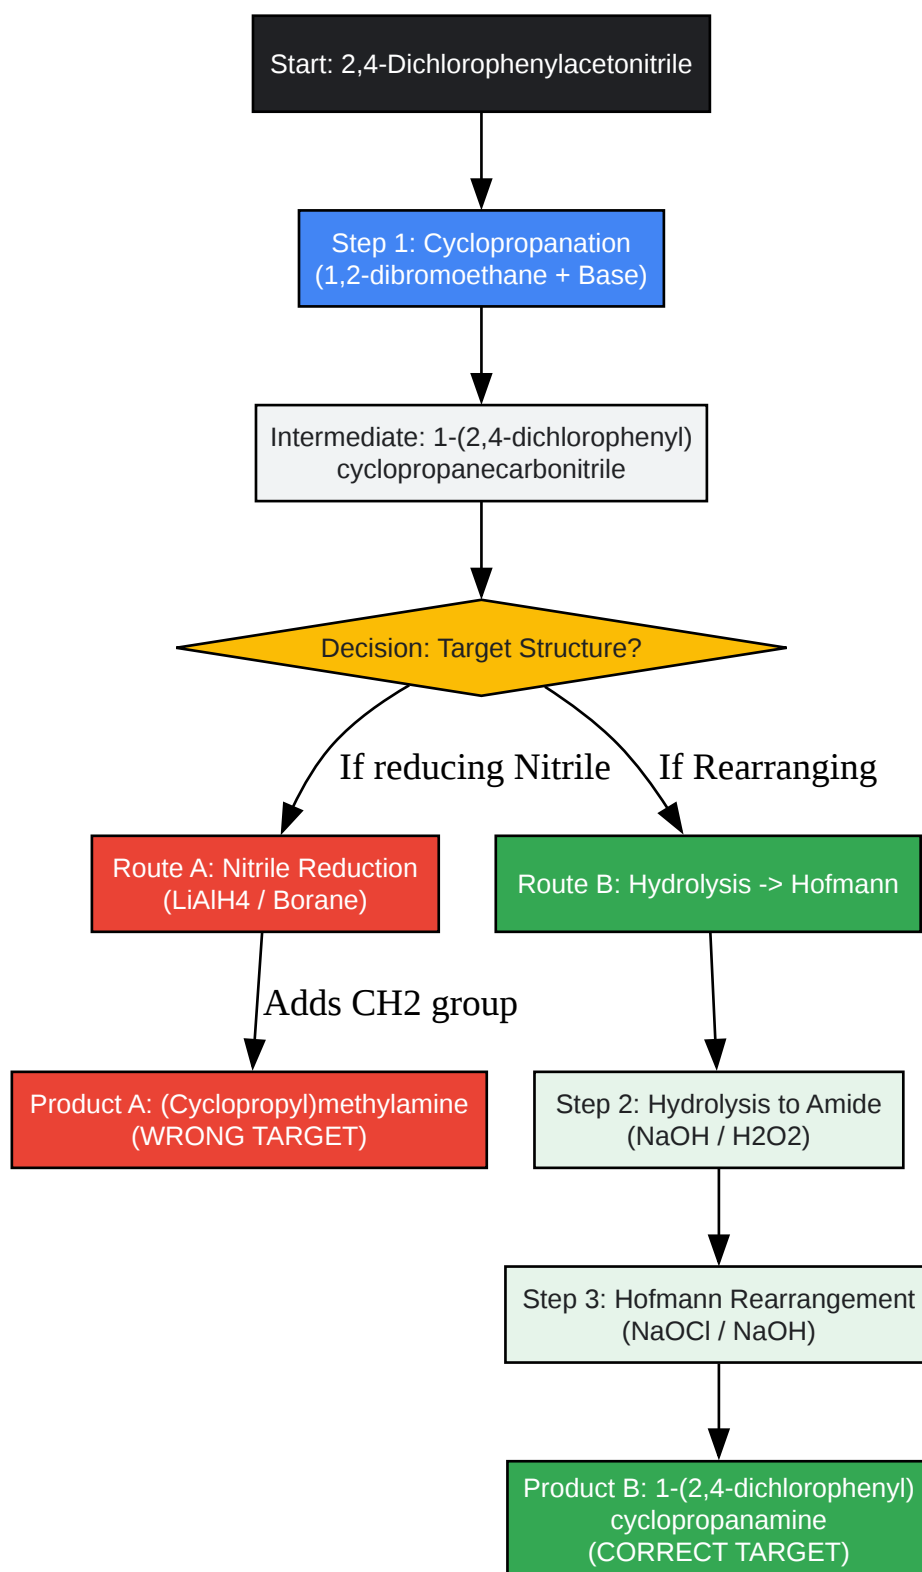 Start: 2,4-Dichlorophenylacetonitrile
Step 1: Cyclopropanation
(1,2-dibromoethane + Base)
Intermediate: 1-(2,4-dichlorophenyl)
cyclopropanecarbonitrile
Decision: Target Structure?
If reducing Nitrile
If Rearranging
Route A: Nitrile Reduction
(LiAlH4 / Borane)
Route B: Hydrolysis -> Hofmann
Adds CH2 group
Product A: (Cyclopropyl)methylamine
(WRONG TARGET)
Step 2: Hydrolysis to Amide
(NaOH / H2O2)
Step 3: Hofmann Rearrangement
(NaOCl / NaOH)
Product B: 1-(2,4-dichlorophenyl)
cyclopropanamine
(CORRECT TARGET)